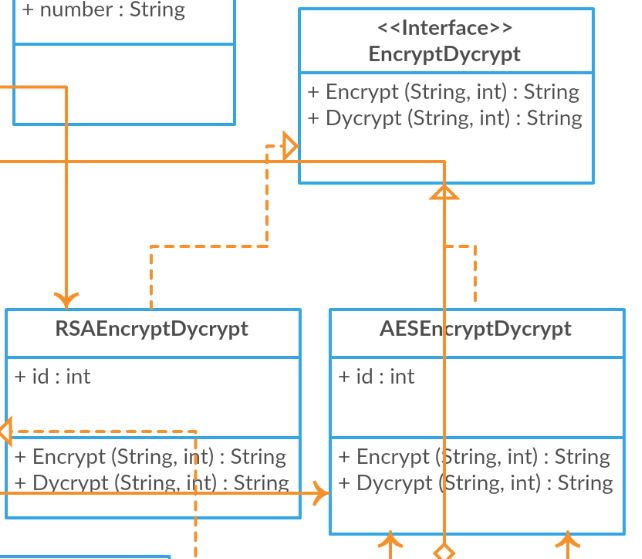 + number : String
<<Interface>>
EncryptDycrypt
+ Encrypt (String, int) : String
+ Dycrypt (String, int) : String
RSAEncryptDycrypt
+ id : int
+ Encrypt (String, int) : String
+ Dycrypt (String, int) : String
AESEncryptDycrypt
+ id : int
+ Encrypt (String, int) : String
+ Dycrypt (String, int) : String